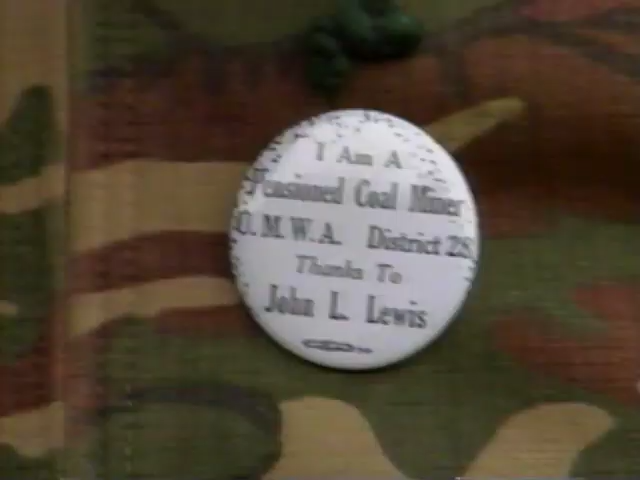 I Am A
Pensioned Coal Miner
U. M. W. A. District 28
Thanks To
John L. Lewis